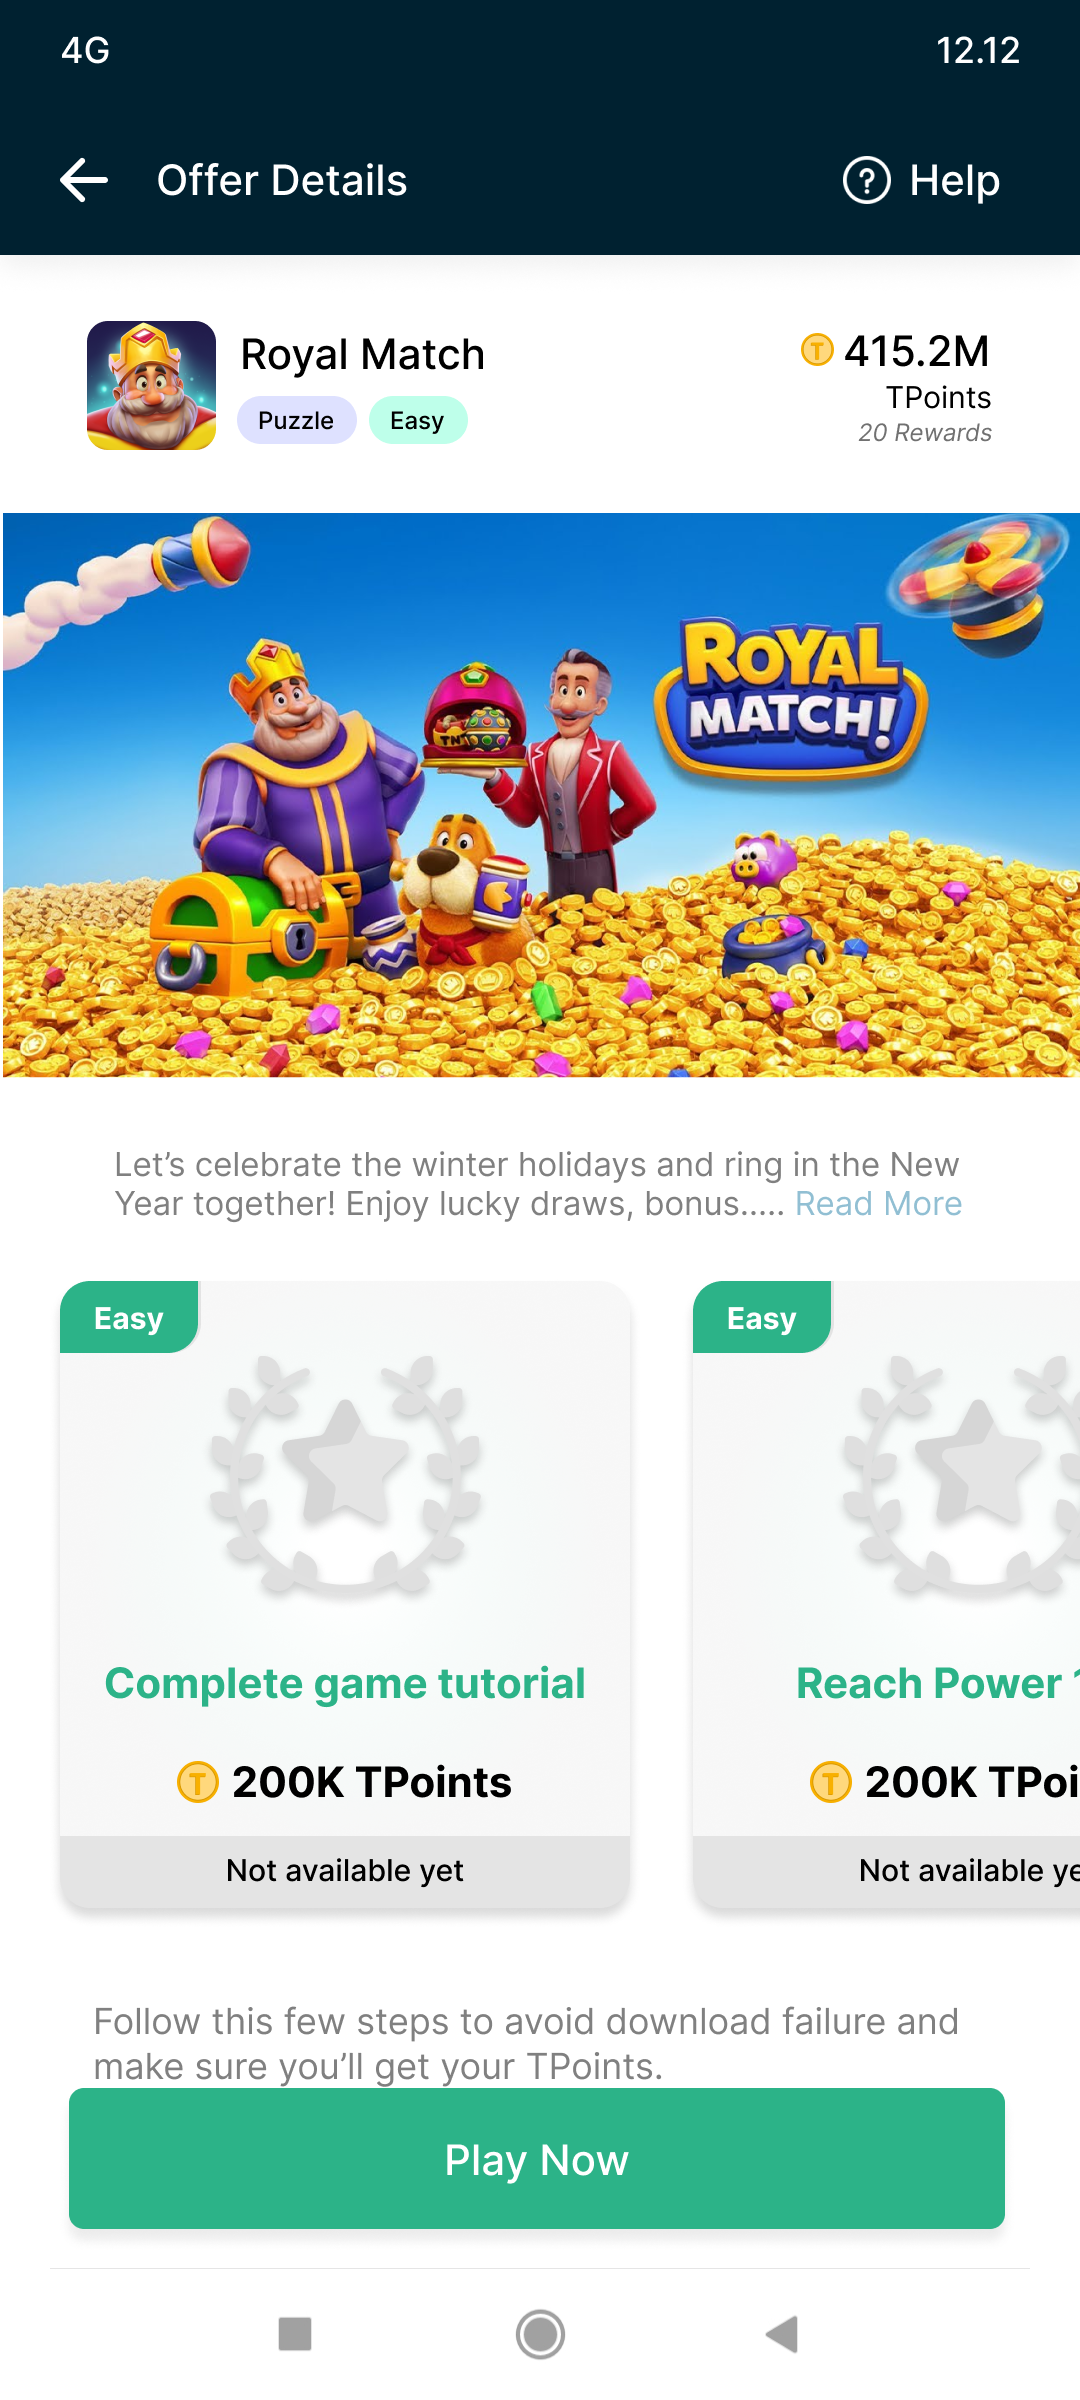 4G
12.12
Offer Details
Help
Royal Match
415.2M
Puzzle
Easy
TPoints
20 Rewards
ROYAL
MATCH!
TNT
Let’s celebrate the winter holidays and ring in the New
Year together! Enjoy lucky draws, bonus..... Read More
Easy
Easy
Complete game tutorial
Reach Power 1
T 200K TPoints
T 200K TPoi
Not available yet
Not available ye
Follow this few steps to avoid download failure and
make sure you’ll get your TPoints.
Play Now